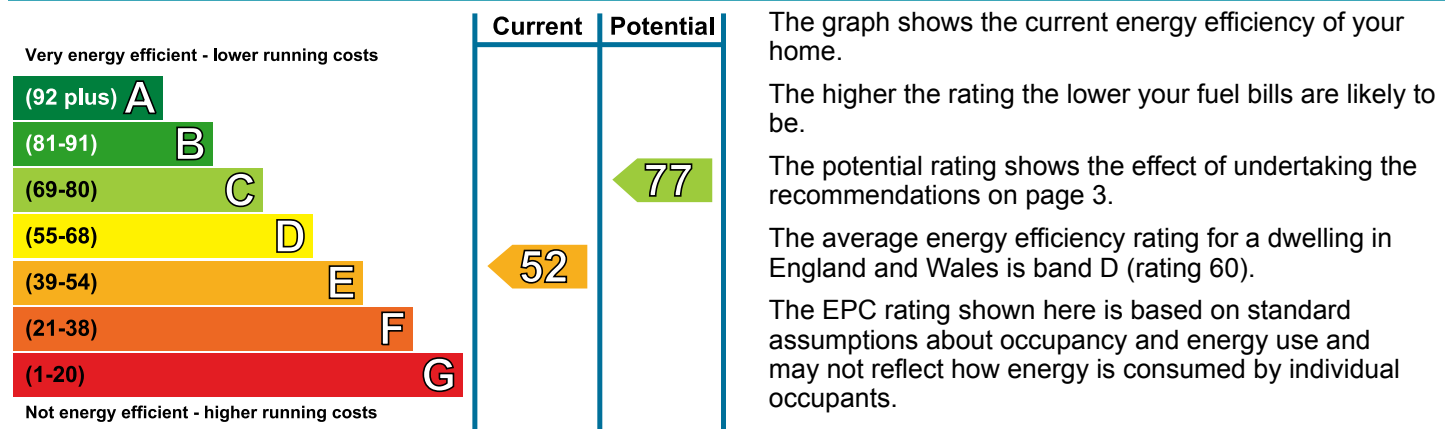 Current Potential
Very energy efficient - lower running costs
(92 plus) A
(81-91) B
(69-80) C
77
(55-68) D
(39-54) E
52
(21-38) F
(1-20) G
Not energy efficient - higher running costs
The graph shows the current energy efficiency of your
home.
The higher the rating the lower your fuel bills are likely to
be.
The potential rating shows the effect of undertaking the
recommendations on page 3.
The average energy efficiency rating for a dwelling in
England and Wales is band D (rating 60).
The EPC rating shown here is based on standard
assumptions about occupancy and energy use and
may not reflect how energy is consumed by individual
occupants.